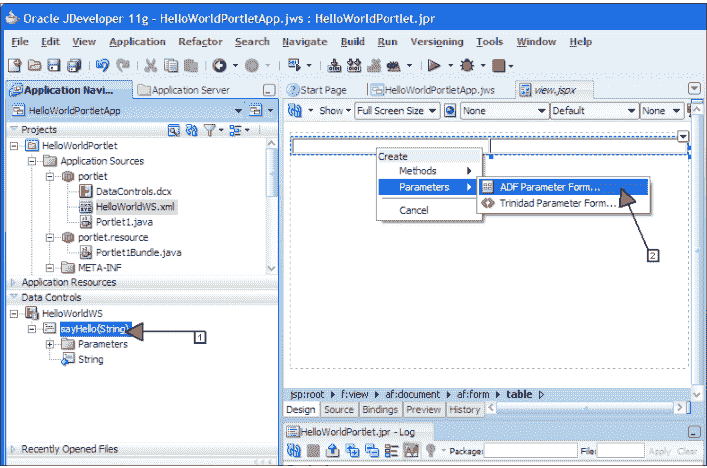 Oracle JDeveloper 11g - HelloWorldPortletApp.jws : HelloWorldPortlet.jpr
File Edit View Application Refactor Search Navigate Build Run Versioning Tools Window Help
Application Navi...
Application Server
HelloWorldPortletApp
Projects
HelloWorldPortlet
Application Sources
portlet
DataControls.dcx
HelloWorldWS.xml
Portlet1.java
portlet.resource
Portlet1Bundle.java
META-INF
Application Resources
Data Controls
HelloWorldWS
sayHello(String)
1
Parameters
String
Recently Opened Files
Start Page
HelloWorldPortletApp.jws
view.jspx
Show Full Screen Size None Default None
Create
Methods
Parameters
Cancel
ADF Parameter Form...
Trinidad Parameter Form...
2
jsp:root f:view af:document af:form table
Design Source Bindings Preview History
HelloWorldPortlet.jpr - Log
Package: File: Apply Clear